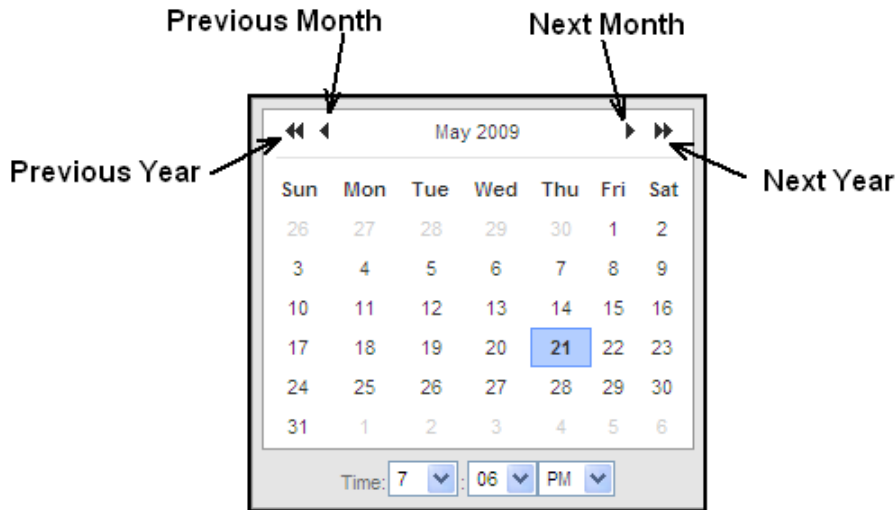 Previous Month
Next Month
May 2009
Previous Year
Next Year
Sun Mon Tue Wed Thu Fri Sat
26 27 28 29 30 1 2
3 4 5 6 7 8 9
10 11 12 13 14 15 16
17 18 19 20 21 22 23
24 25 26 27 28 29 30
31 1 2 3 4 5 6
Time: 7 : 06 PM